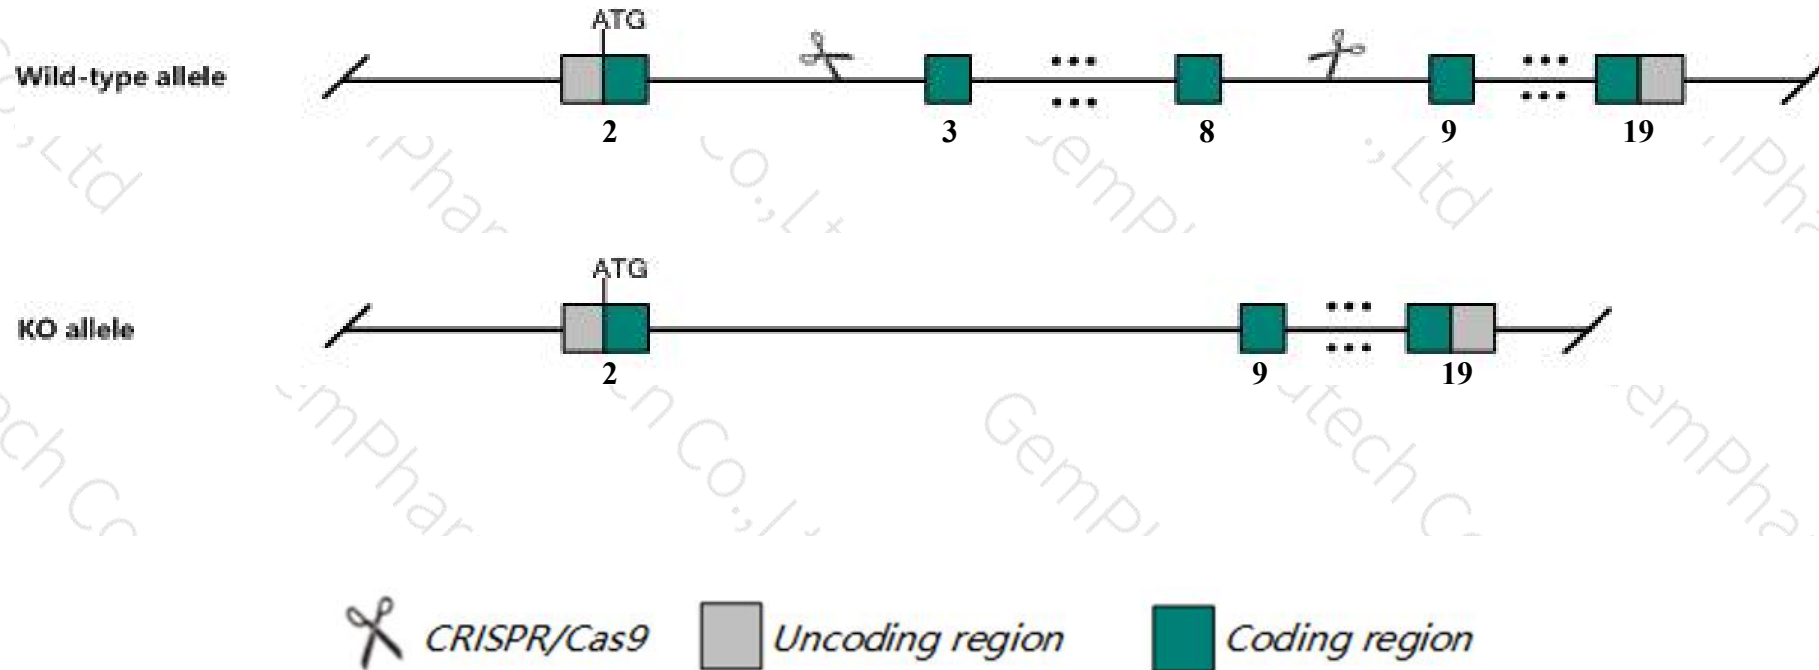 ATG
Wild-type allele
2 3 8 9 19
ATG
KO allele
2 9 19
CRISPR/Cas9 Uncoding region Coding region
GemPh